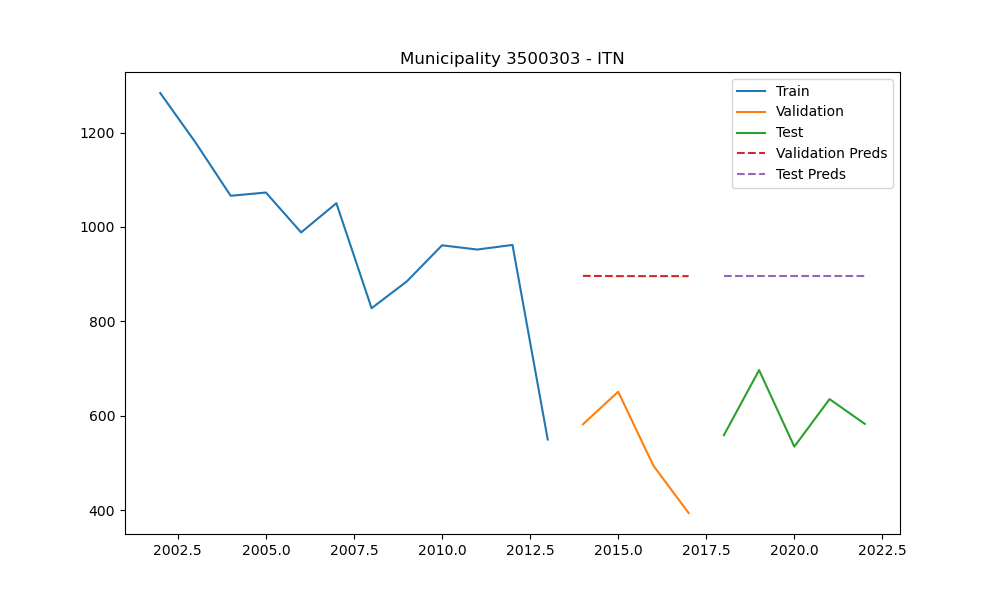 Municipality 3500303 - ITN
Train
Validation
Test
Validation Preds
Test Preds
1200
1000
800
600
400
2002.5 2005.0 2007.5 2010.0 2012.5 2015.0 2017.5 2020.0 2022.5